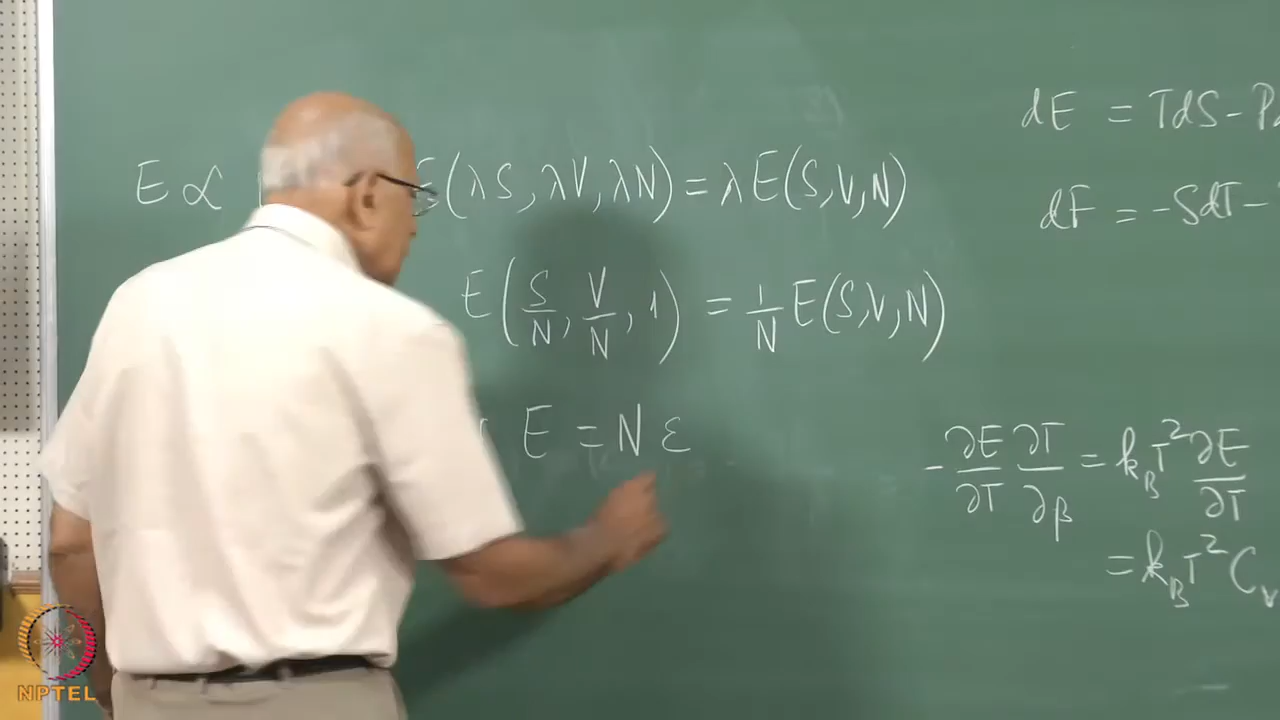 E ∝ E(λS, λV, λN) = λE(S, V, N)
E(S/N, V/N, 1) = 1/N E(S, V, N)
E = N ε
dE = TdS - P
dF = -SdT -
- ∂E/∂T ∂T/∂β = k_B T² ∂E/∂T
= k_B T² C_v
NPTEL